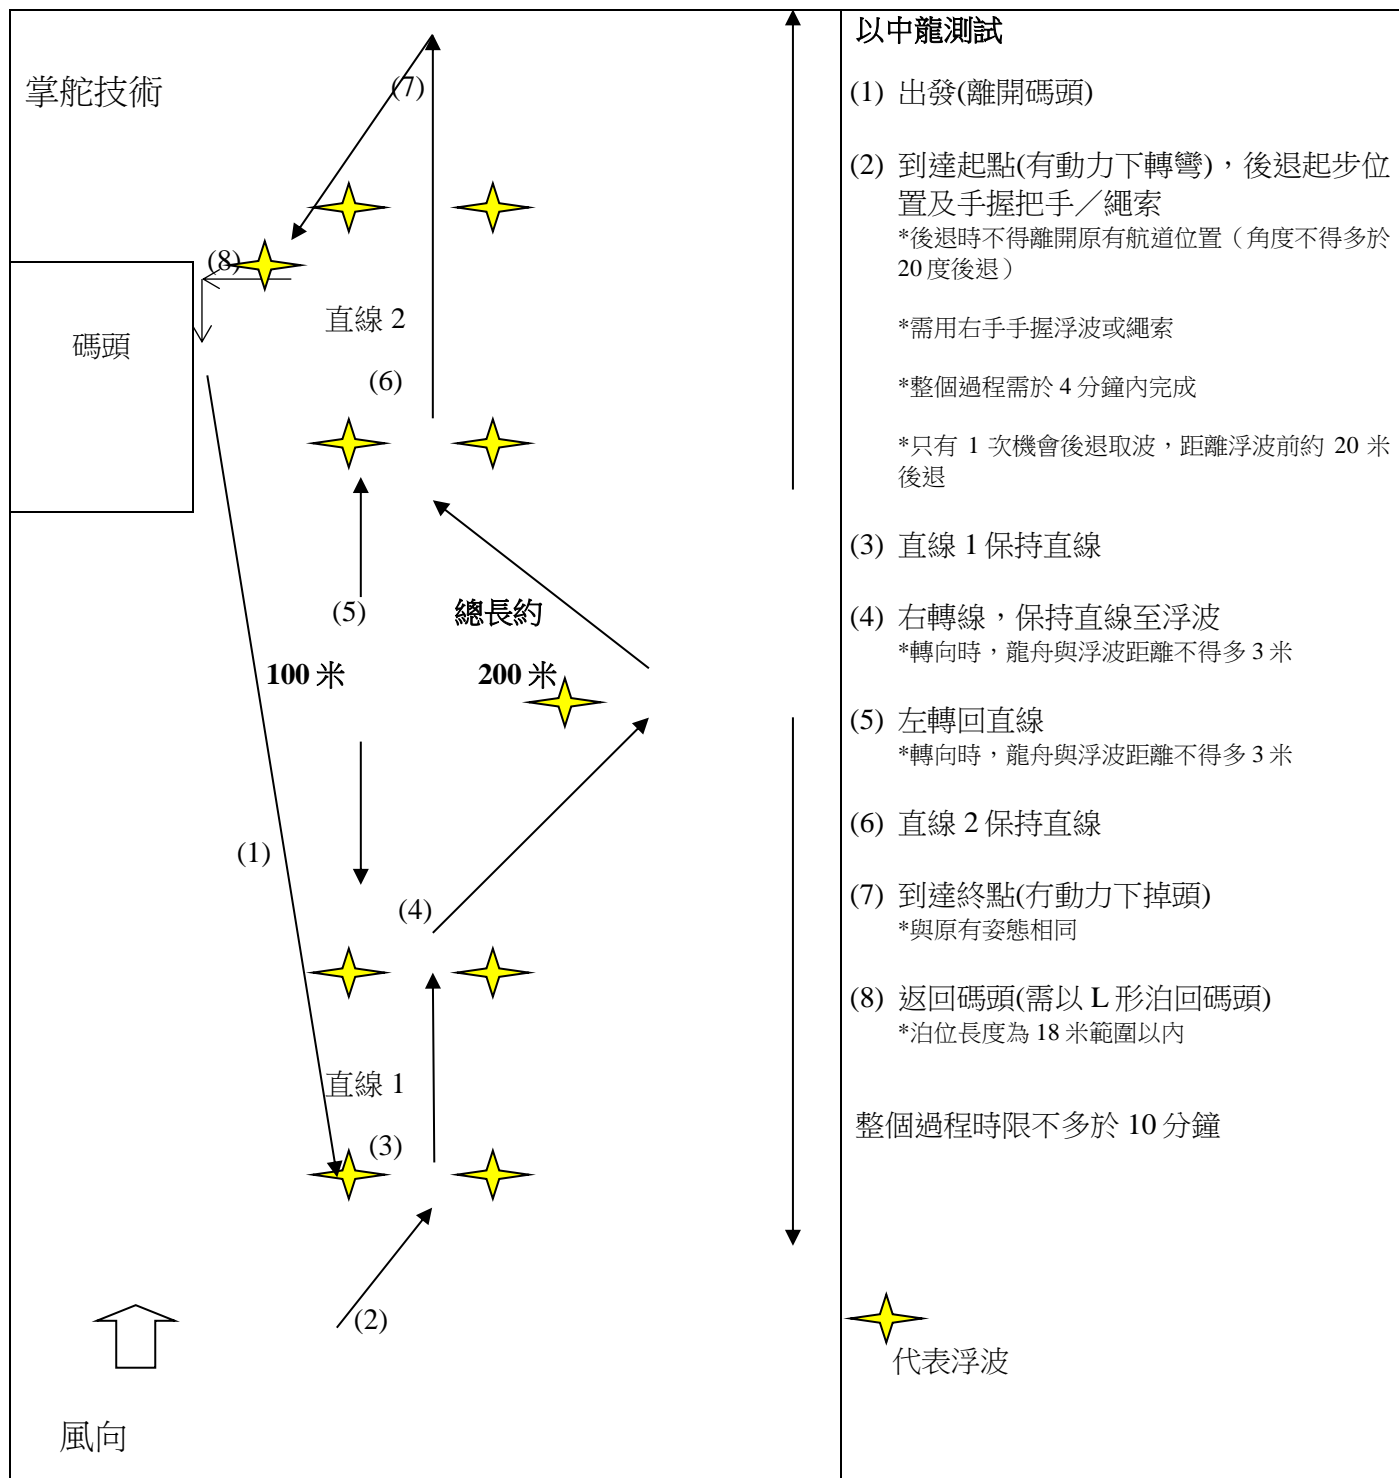 掌舵技術
(7)
(8)
碼頭
直線 2
(6)
(5)
總長約
100 米
200 米
(1)
(4)
直線 1
(3)
(2)
風向
以中龍測試
(1) 出發(離開碼頭)
(2) 到達起點(有動力下轉彎)，後退起步位
置及手握把手／繩索
*後退時不得離開原有航道位置（角度不得多於
20 度後退）
*需用右手手握浮波或繩索
*整個過程需於 4 分鐘內完成
*只有 1 次機會後退取波，距離浮波前約 20 米
後退
(3) 直線 1 保持直線
(4) 右轉線，保持直線至浮波
*轉向時，龍舟與浮波距離不得多 3 米
(5) 左轉回直線
*轉向時，龍舟與浮波距離不得多 3 米
(6) 直線 2 保持直線
(7) 到達終點(冇動力下掉頭)
*與原有姿態相同
(8) 返回碼頭(需以 L 形泊回碼頭)
*泊位長度為 18 米範圍以內
整個過程時限不多於 10 分鐘
代表浮波